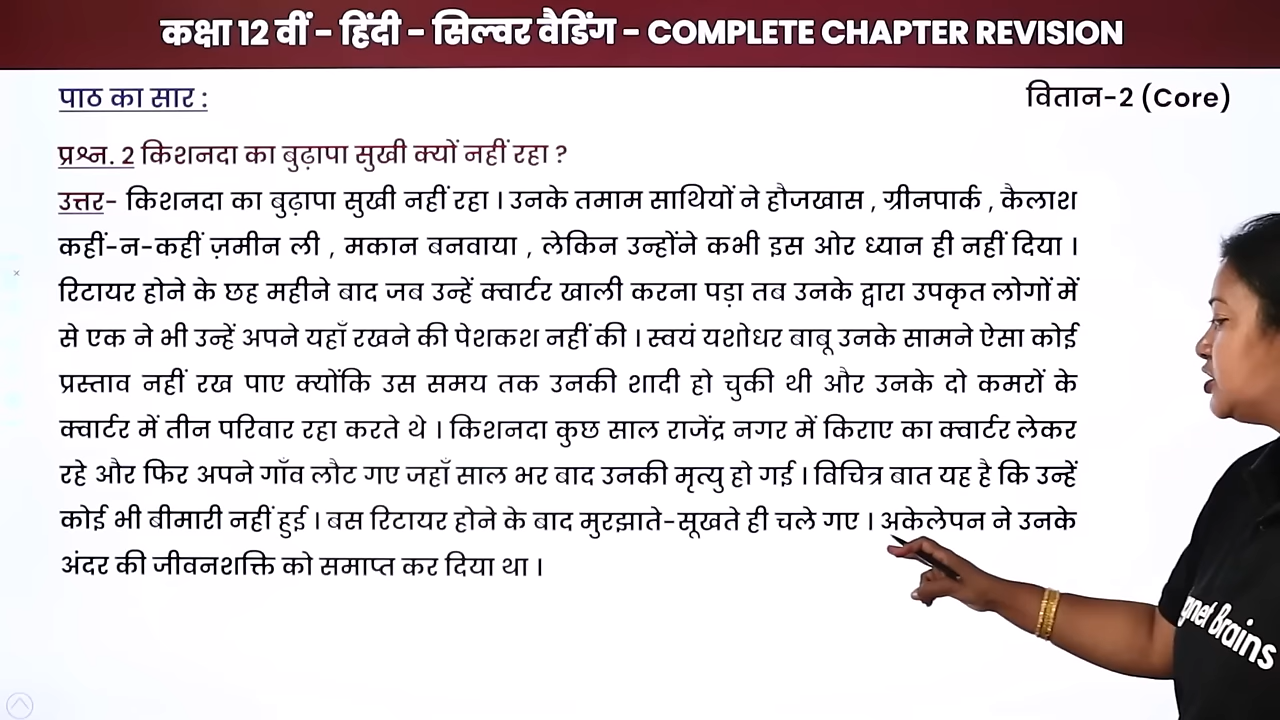 कक्षा 12 वीं - हिंदी - सिल्वर वैडिंग - COMPLETE CHAPTER REVISION
पाठ का सार :
वितान-2 (Core)
प्रश्न. 2 किशनदा का बुढ़ापा सुखी क्यों नहीं रहा ?
उत्तर- किशनदा का बुढ़ापा सुखी नहीं रहा । उनके तमाम साथियों ने हौजखास , ग्रीनपार्क , कैलाश
कहीं-न-कहीं ज़मीन ली , मकान बनवाया , लेकिन उन्होंने कभी इस ओर ध्यान ही नहीं दिया ।
रिटायर होने के छह महीने बाद जब उन्हें क्वार्टर खाली करना पड़ा तब उनके द्वारा उपकृत लोगों में
से एक ने भी उन्हें अपने यहाँ रखने की पेशकश नहीं की । स्वयं यशोधर बाबू उनके सामने ऐसा कोई
प्रस्ताव नहीं रख पाए क्योंकि उस समय तक उनकी शादी हो चुकी थी और उनके दो कमरों के
क्वार्टर में तीन परिवार रहा करते थे । किशनदा कुछ साल राजेंद्र नगर में किराए का क्वार्टर लेकर
रहे और फिर अपने गाँव लौट गए जहाँ साल भर बाद उनकी मृत्यु हो गई । विचित्र बात यह है कि उन्हें
कोई भी बीमारी नहीं हुई । बस रिटायर होने के बाद मुरझाते-सूखते ही चले गए । अकेलेपन ने उनके
अंदर की जीवनशक्ति को समाप्त कर दिया था ।
Brains